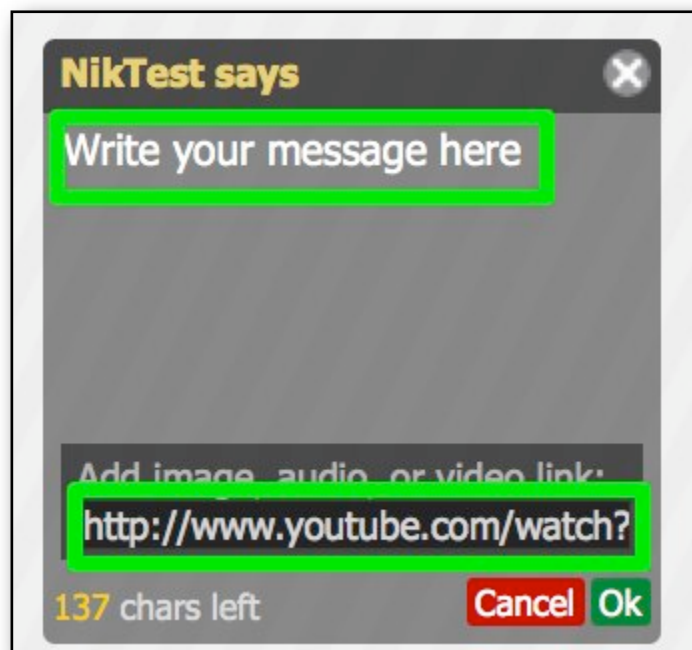 NikTest says
Write your message here
Add image, audio, or video link:
http://www.youtube.com/watch?
137 chars left
Cancel Ok